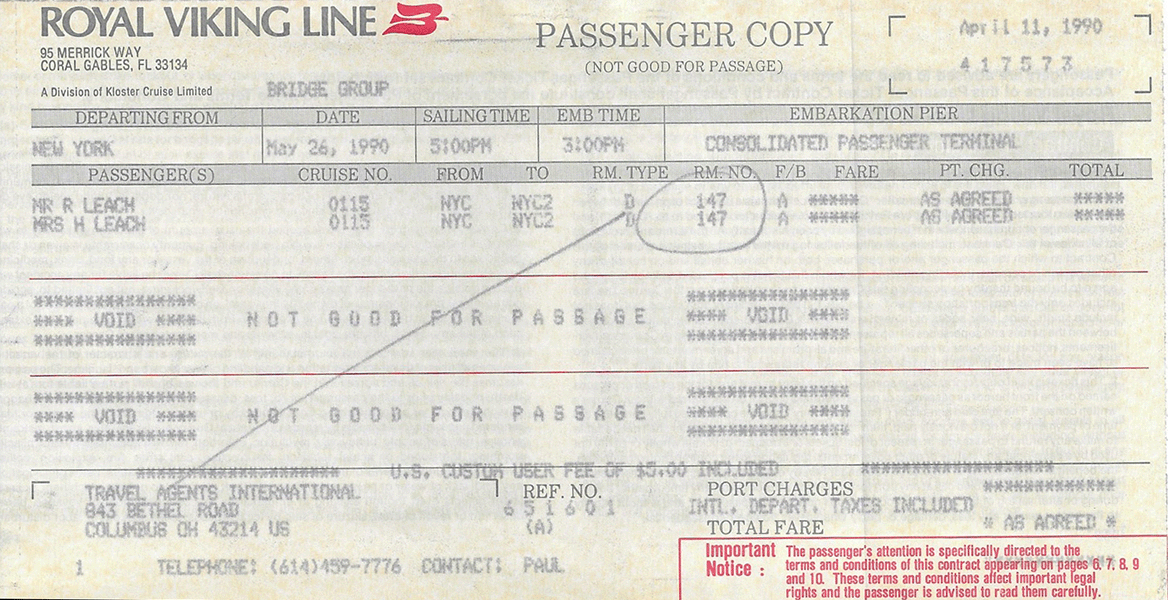 ROYAL VIKING LINE
95 MERRICK WAY
CORAL GABLES, FL 33134
A Division of Kloster Cruise Limited
BRIDGE GROUP
PASSENGER COPY
(NOT GOOD FOR PASSAGE)
April 11, 1990
417573
DEPARTING FROM DATE SAILING TIME EMB TIME EMBARKATION PIER
NEW YORK May 26, 1990 5:00PM 3:00PM CONSOLIDATED PASSENGER TERMINAL
PASSENGER(S) CRUISE NO. FROM TO RM. TYPE RM. NO. F/B FARE PT. CHG. TOTAL
MR R LEACH 0115 NYC NYC2 D 147 A ***** AS AGREED *****
MRS H LEACH 0115 NYC NYC2 D 147 A ***** AS AGREED *****
**************** ****************
**** VOID **** NOT GOOD FOR PASSAGE **** VOID ****
**************** ****************
**************** ****************
**** VOID **** NOT GOOD FOR PASSAGE **** VOID ****
**************** ****************
******************** U.S. CUSTOM USER FEE OF $5.00 INCLUDED *******************
TRAVEL AGENTS INTERNATIONAL REF. NO. PORT CHARGES *************
843 BETHEL ROAD 651601 INTL. DEPART. TAXES INCLUDED
COLUMBUS OH 43214 US (A) TOTAL FARE * AS AGREED *
1 TELEPHONE: (614)459-7776 CONTACT: PAUL
Important Notice : The passenger's attention is specifically directed to the
terms and conditions of this contract appearing on pages 6, 7, 8, 9
and 10. These terms and conditions affect important legal
rights and the passenger is advised to read them carefully.